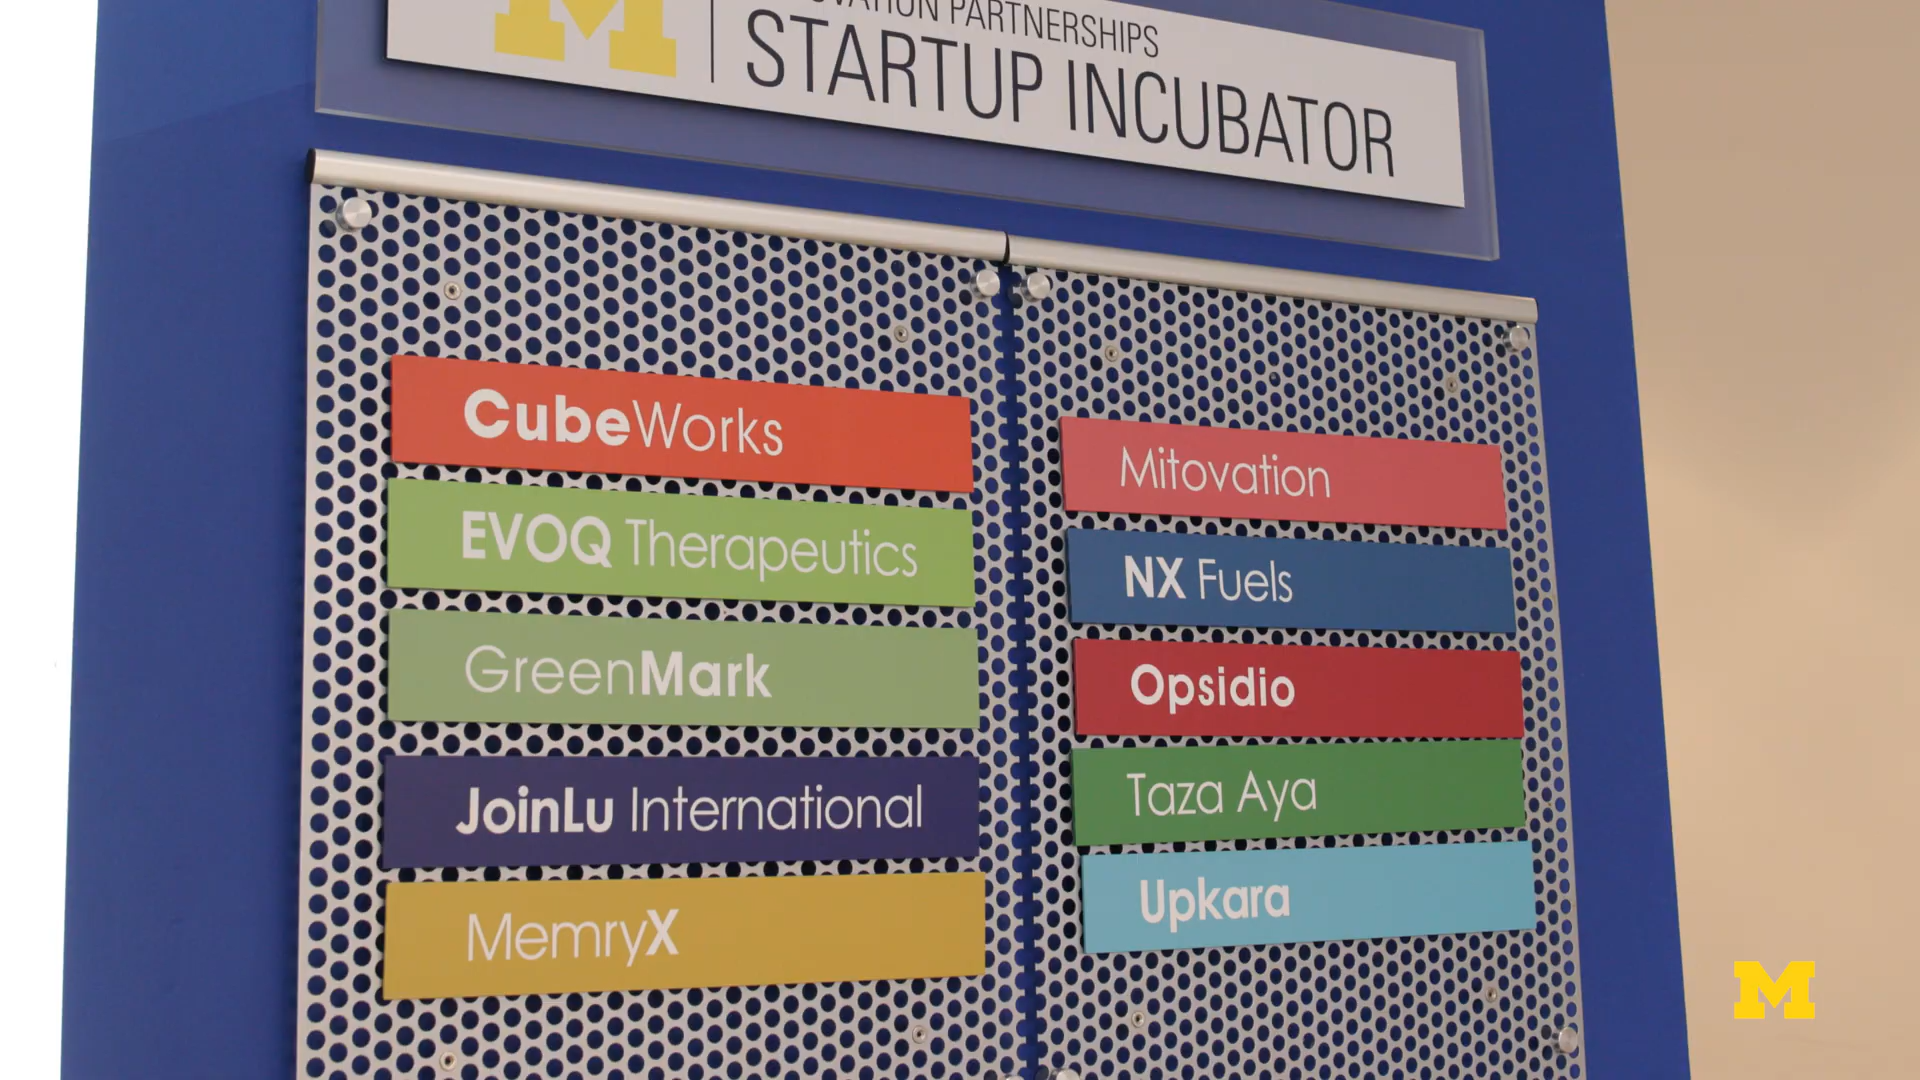 PARTNERSHIPS
STARTUP INCUBATOR
CubeWorks
EVOQ Therapeutics
GreenMark
JoinLu International
MemryX
Mitovation
NX Fuels
Opsidio
Taza Aya
Upkara
M